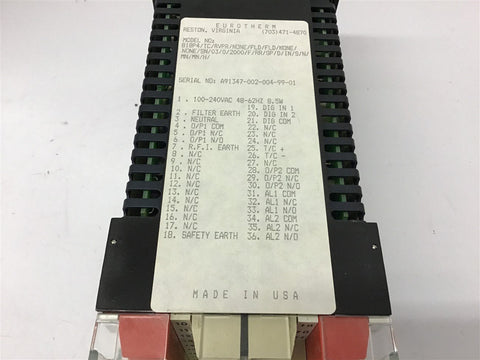 EUROTHERM
RESTON, VIRGINIA (703)471-4870
MODEL NO:
818P4/TC/RVPR/NONE/FLD/FLD/NONE/
NONE/SN/03/0/2000/F/RR/SP/D/IN/S/N/
MN/MN/H/
SERIAL NO: A91347-002-004-99-01
1 . 100-240VAC 48-62HZ 8.5W
2 . FILTER EARTH
3 . NEUTRAL
4 . O/P1 COM
5 . O/P1 N/C
6 . O/P1 N/O
7 . R.F.I. EARTH
8 . N/C
9 . N/C
10. N/C
11. N/C
12. N/C
13. N/C
14. N/C
15. N/C
16. N/C
17. N/C
18. SAFETY EARTH
19. DIG IN 1
20. DIG IN 2
21. DIG COM
22. N/C
23. N/C
24. N/C
25. T/C +
26. T/C -
27. N/C
28. O/P2 COM
29. O/P2 N/C
30. O/P2 N/O
31. AL1 COM
32. AL1 N/C
33. AL1 N/O
34. AL2 COM
35. AL2 N/C
36. AL2 N/O
MADE IN USA